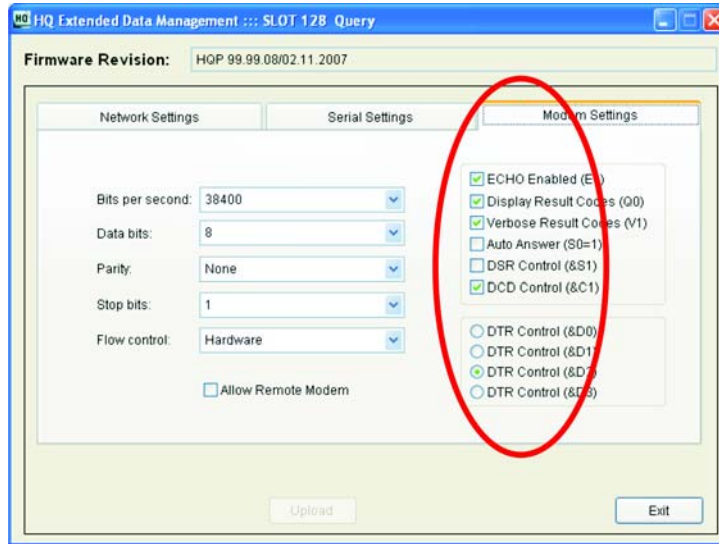 HQ HQ Extended Data Management ::: SLOT 128 Query
Firmware Revision: HQP 99.99.08/02.11.2007
Network Settings
Serial Settings
Modem Settings
Bits per second: 38400
Data bits: 8
Parity: None
Stop bits: 1
Flow control: Hardware
Allow Remote Modem
ECHO Enabled
Display Result Codes (Q0)
Verbose Result Codes (V1)
Auto Answer (S0=1)
DSR Control (&S1)
DCD Control (&C1)
DTR Control (&D0)
DTR Control (&D1)
DTR Control (&D2)
DTR Control (&D3)
Upload
Exit